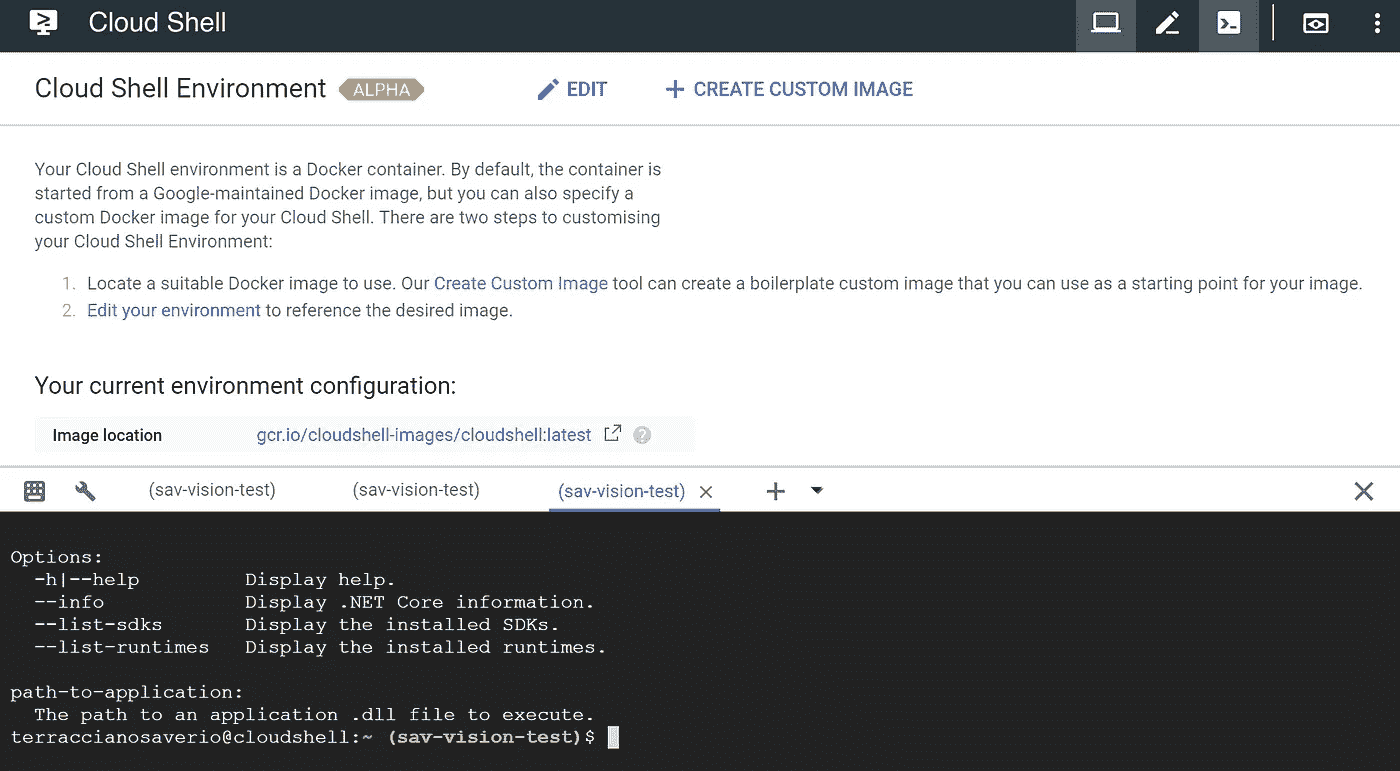 Cloud Shell
Cloud Shell Environment ALPHA EDIT + CREATE CUSTOM IMAGE
Your Cloud Shell environment is a Docker container. By default, the container is
started from a Google-maintained Docker image, but you can also specify a
custom Docker image for your Cloud Shell. There are two steps to customising
your Cloud Shell Environment:
1. Locate a suitable Docker image to use. Our Create Custom Image tool can create a boilerplate custom image that you can use as a starting point for your image.
2. Edit your environment to reference the desired image.
Your current environment configuration:
Image location gcr.io/cloudshell-images/cloudshell:latest
(sav-vision-test) (sav-vision-test) (sav-vision-test)
Options:
-h|--help Display help.
--info Display .NET Core information.
--list-sdks Display the installed SDKs.
--list-runtimes Display the installed runtimes.
path-to-application:
The path to an application .dll file to execute.
terraccianosaverio@cloudshell:~ (sav-vision-test)$